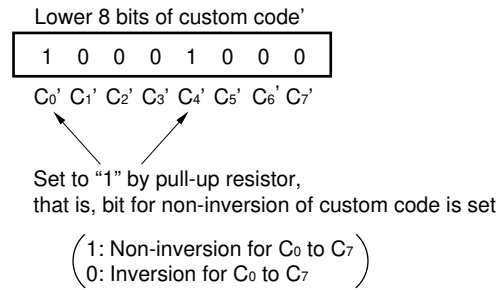 Lower 8 bits of custom code’
1 0 0 0 1 0 0 0
C0’ C1’ C2’ C3’ C4’ C5’ C6’ C7’
Set to “1” by pull-up resistor,
that is, bit for non-inversion of custom code is set
1: Non-inversion for C0 to C7
0: Inversion for C0 to C7